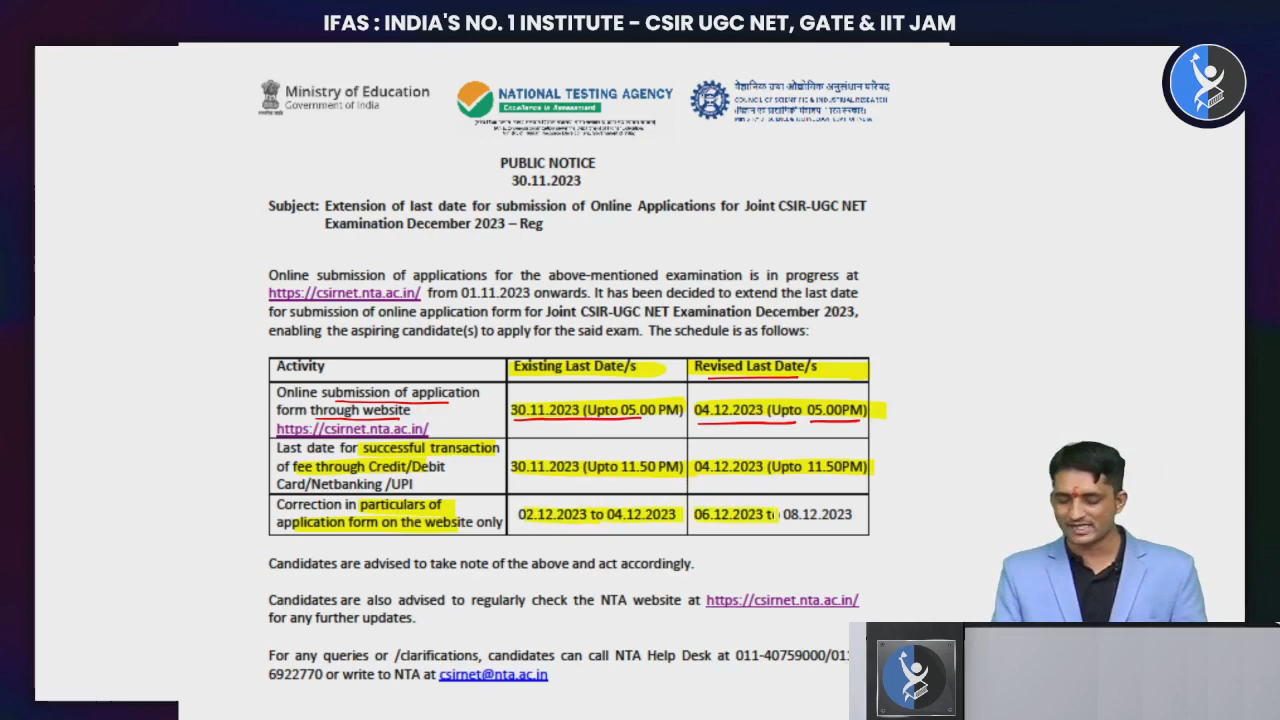 IFAS : INDIA'S NO. 1 INSTITUTE – CSIR UGC NET, GATE & IIT JAM
Ministry of Education
Government of India
NATIONAL TESTING AGENCY
Excellence in Assessment
वैज्ञानिक तथा औद्योगिक अनुसंधान परिषद
COUNCIL OF SCIENTIFIC & INDUSTRIAL RESEARCH
PUBLIC NOTICE
30.11.2023
Subject: Extension of last date for submission of Online Applications for Joint CSIR-UGC NET
Examination December 2023 – Reg
Online submission of applications for the above-mentioned examination is in progress at
https://csirnet.nta.ac.in/ from 01.11.2023 onwards. It has been decided to extend the last date
for submission of online application form for Joint CSIR-UGC NET Examination December 2023,
enabling the aspiring candidate(s) to apply for the said exam. The schedule is as follows:
Activity Existing Last Date/s Revised Last Date/s
Online submission of application
form through website 30.11.2023 (Upto 05.00 PM) 04.12.2023 (Upto 05.00PM)
https://csirnet.nta.ac.in/
Last date for successful transaction
of fee through Credit/Debit 30.11.2023 (Upto 11.50 PM) 04.12.2023 (Upto 11.50PM)
Card/Netbanking /UPI
Correction in particulars of
application form on the website only 02.12.2023 to 04.12.2023 06.12.2023 to 08.12.2023
Candidates are advised to take note of the above and act accordingly.
Candidates are also advised to regularly check the NTA website at https://csirnet.nta.ac.in/
for any further updates.
For any queries or /clarifications, candidates can call NTA Help Desk at 011-40759000/01
6922770 or write to NTA at csirnet@nta.ac.in